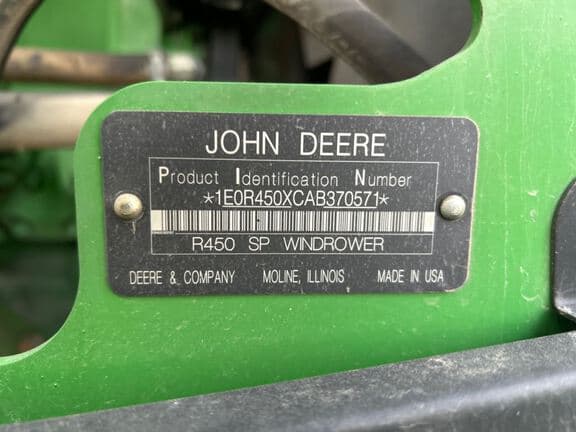 JOHN DEERE
Product Identification Number
*1E0R450XCAB370571*
R450 SP WINDROWER
DEERE & COMPANY MOLINE, ILLINOIS MADE IN USA